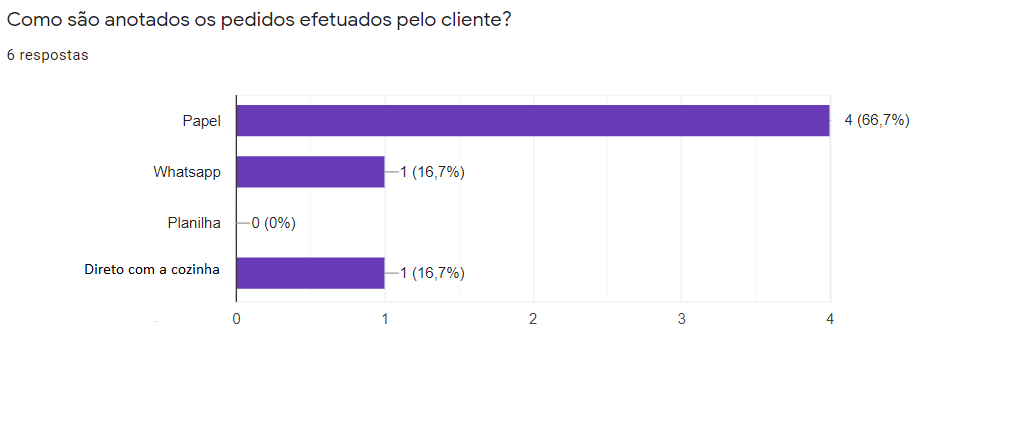 Como são anotados os pedidos efetuados pelo cliente?
6 respostas
Papel 4 (66,7%)
Whatsapp 1 (16,7%)
Planilha 0 (0%)
Direto com a cozinha 1 (16,7%)
0 1 2 3 4